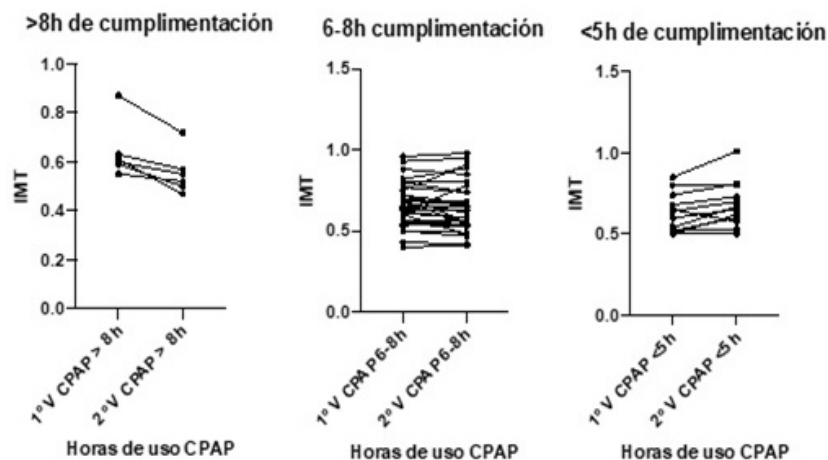 >8h de cumplimentación
IMT
1.0
0.8
0.6
0.4
0.2
0.0
1º V CPAP > 8h
2º V CPAP > 8h
Horas de uso CPAP
6-8h cumplimentación
IMT
1.5
1.0
0.5
0.0
1º V CPAP 6-8h
2º V CPAP 6-8h
Horas de uso CPAP
<5h de cumplimentación
IMT
1.5
1.0
0.5
0.0
1º V CPAP <5h
2º V CPAP <5h
Horas de uso CPAP